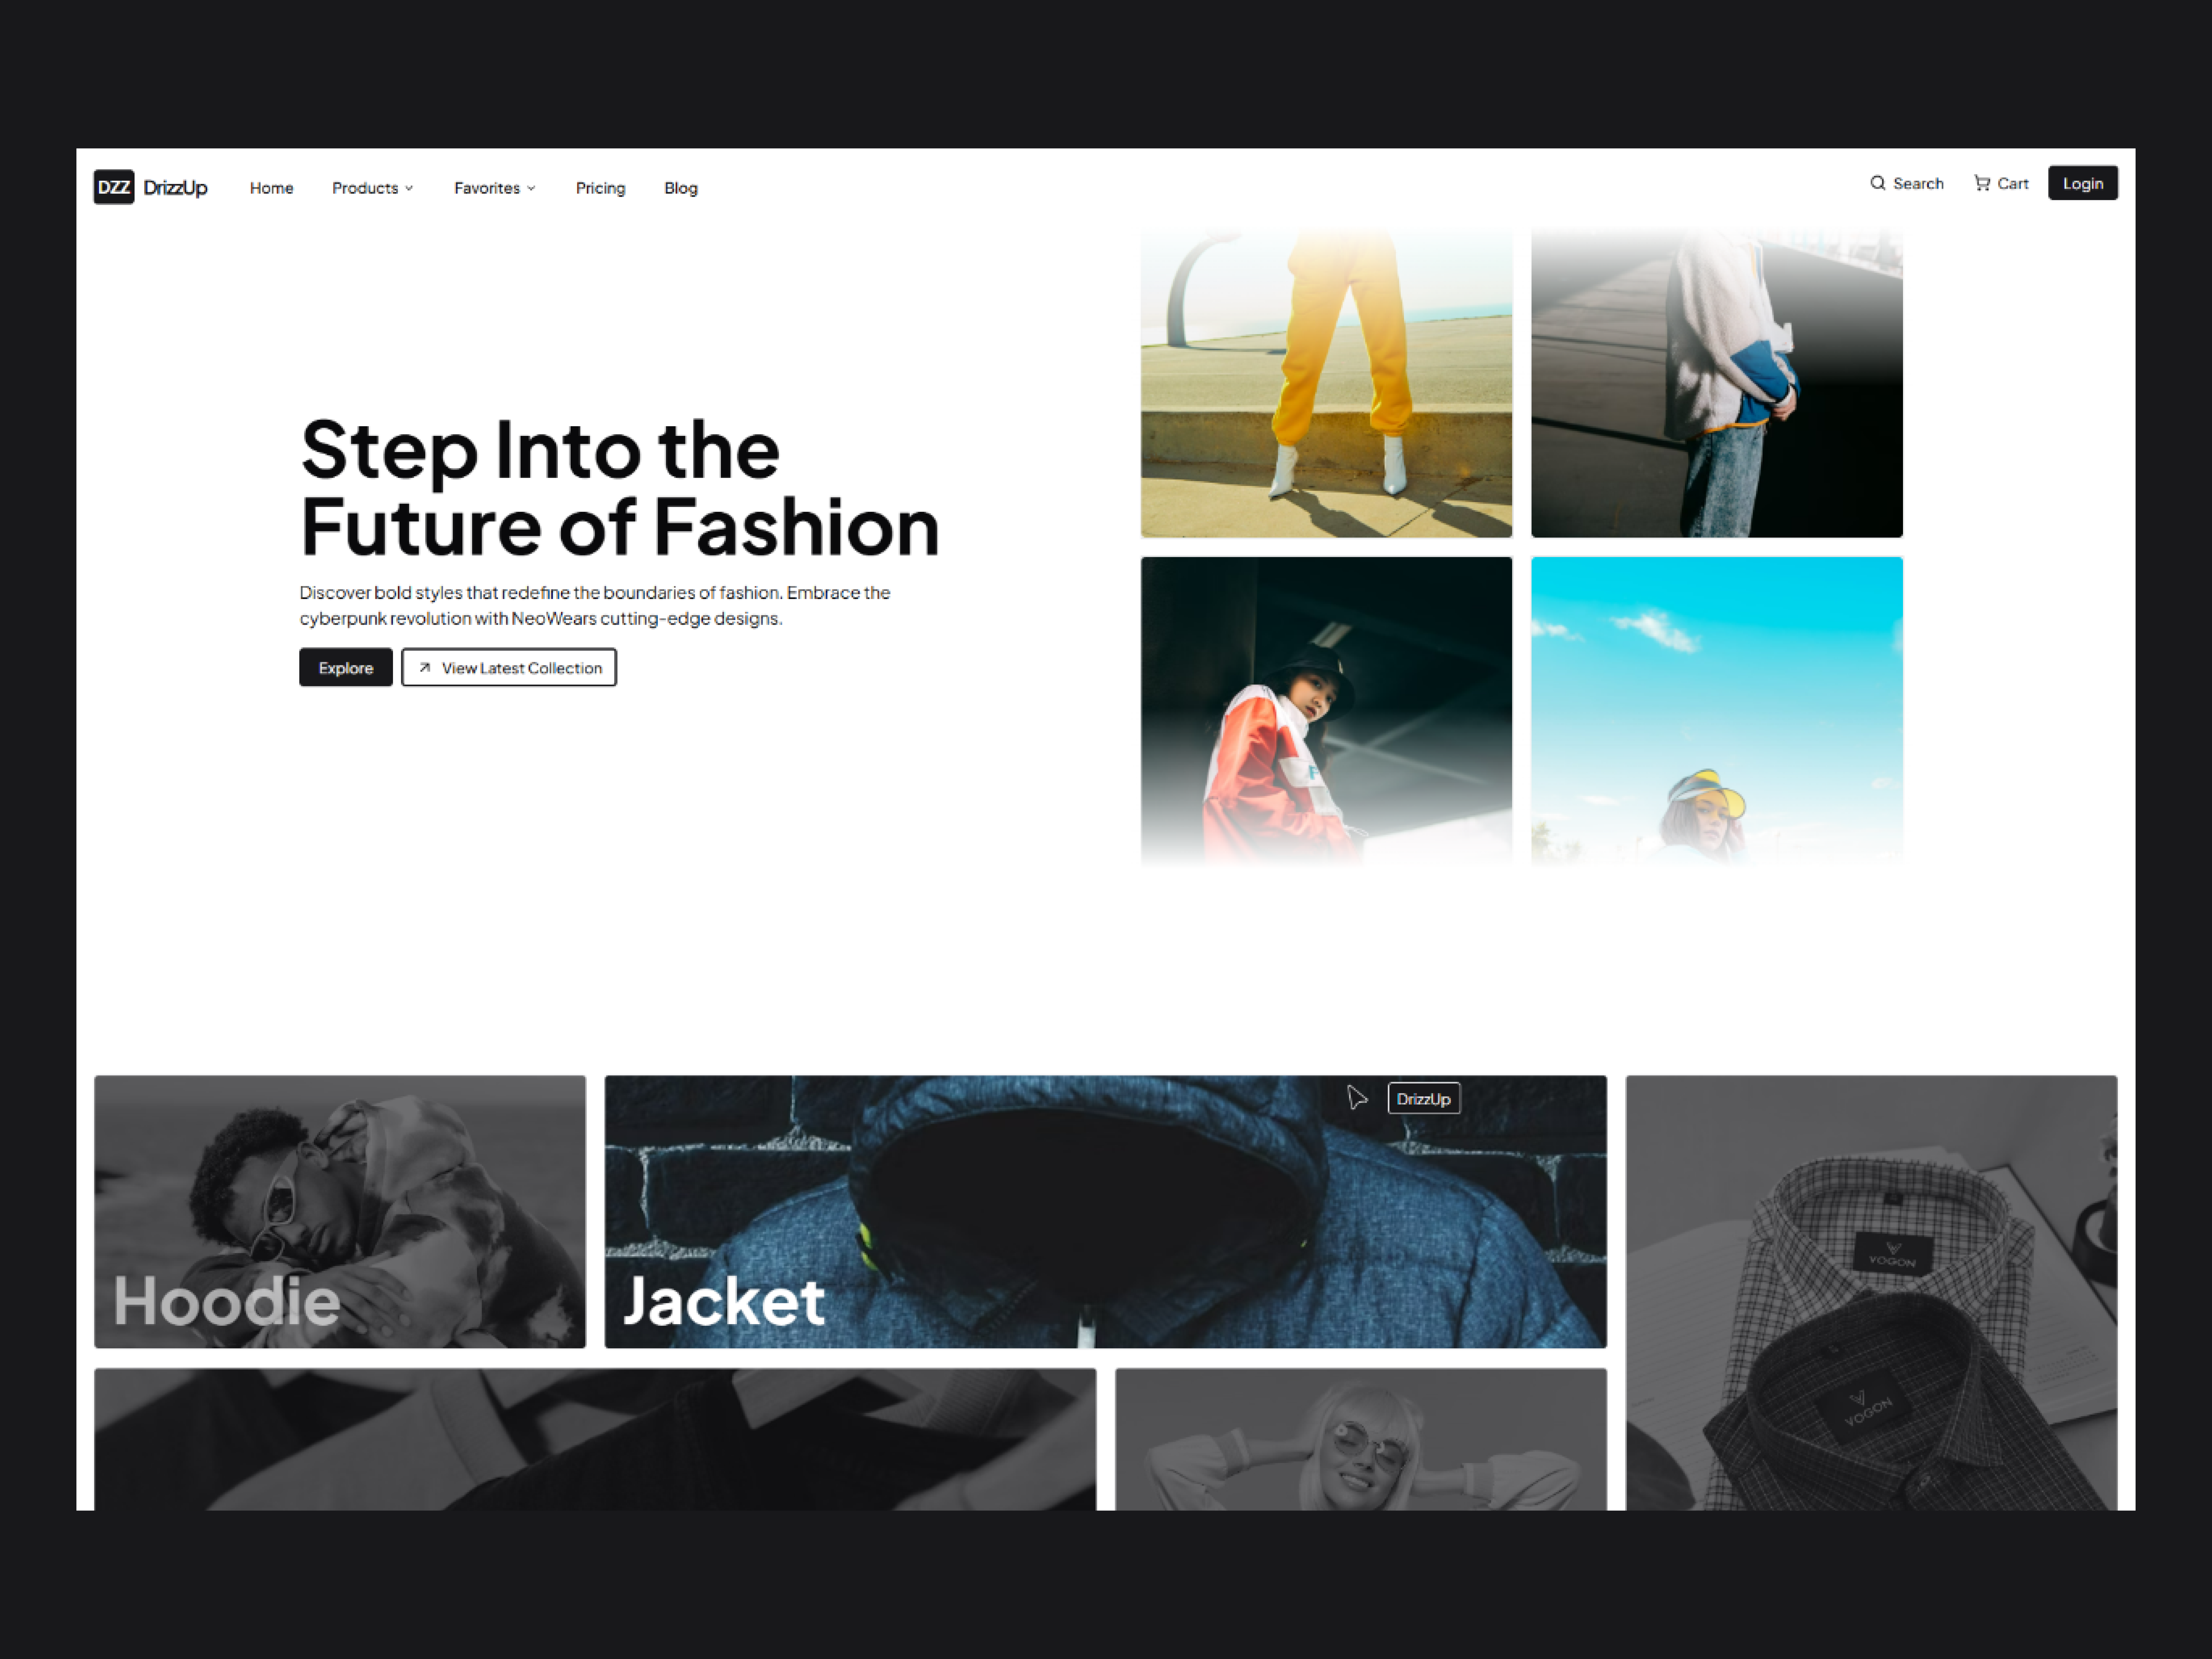 DZZ DrizzUp Home Products Favorites Pricing Blog Search Cart Login
Step Into the
Future of Fashion
Discover bold styles that redefine the boundaries of fashion. Embrace the
cyberpunk revolution with NeoWears cutting-edge designs.
Explore View Latest Collection
DrizzUp
Hoodie
Jacket
VOGON
VOGON